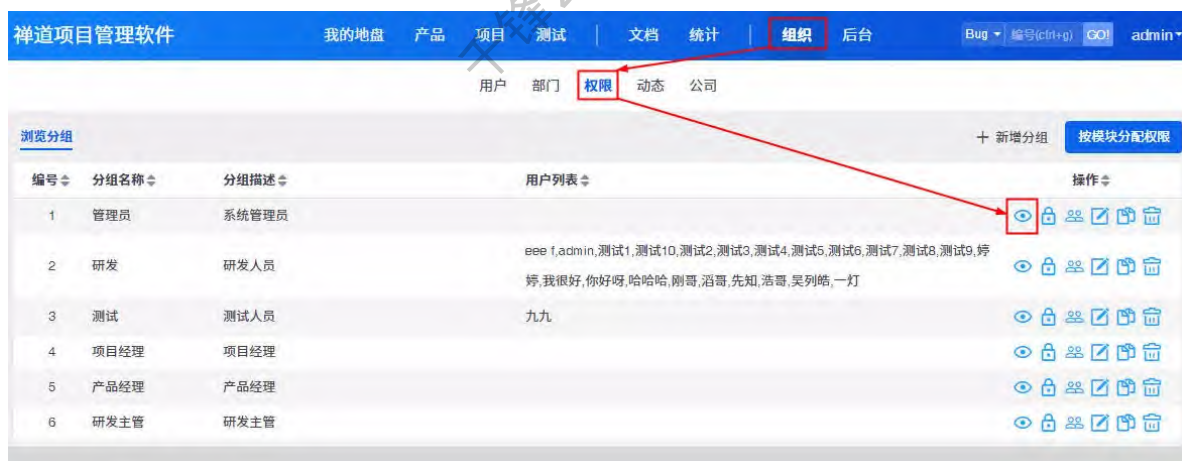 禅道项目管理软件 我的地盘 产品 项目 测试 | 文档 统计 | 组织 后台 Bug 编号(ctrl+g) GO! admin
用户 部门 权限 动态 公司
浏览分组 + 新增分组 按模块分配权限
编号 分组名称 分组描述 用户列表 操作
1 管理员 系统管理员
2 研发 研发人员 eee f,admin,测试1,测试10,测试2,测试3,测试4,测试5,测试6,测试7,测试8,测试9,婷
婷,我很好,你好呀,哈哈哈,刚哥,滔哥,先知,浩哥,吴列皓,一灯
3 测试 测试人员 九九
4 项目经理 项目经理
5 产品经理 产品经理
6 研发主管 研发主管
千锋